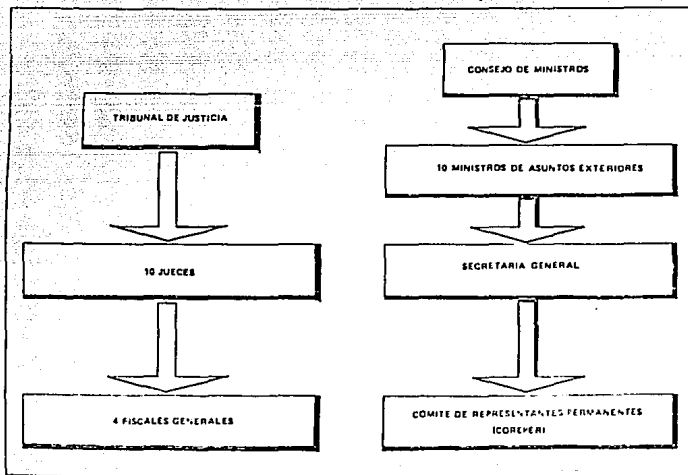 TRIBUNAL DE JUSTICIA
10 JUECES
4 FISCALES GENERALES
CONSEJO DE MINISTROS
10 MINISTROS DE ASUNTOS EXTERIORES
SECRETARIA GENERAL
COMITE DE REPRESENTANTES PERMANENTES
(COREPER)